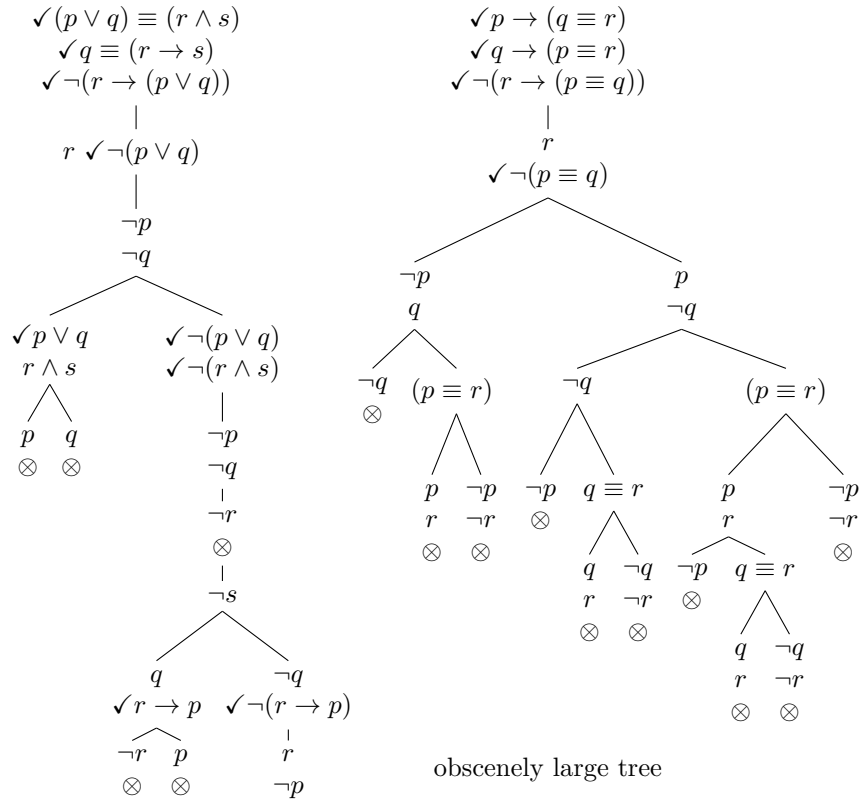 ✓(p ∨ q) ≡ (r ∧ s)
✓q ≡ (r → s)
✓¬(r → (p ∨ q))
r ✓¬(p ∨ q)
¬p
¬q
✓p ∨ q ✓¬(p ∨ q)
r ∧ s ✓¬(r ∧ s)
p q ¬p
⊗ ⊗ ¬q
¬r
⊗
¬s
q ¬q
✓r → p ✓¬(r → p)
¬r p r
⊗ ⊗ ¬p
✓p → (q ≡ r)
✓q → (p ≡ r)
✓¬(r → (p ≡ q))
r
✓¬(p ≡ q)
¬p p
q ¬q
¬q (p ≡ r) ¬q (p ≡ r)
⊗
p ¬p ¬p q ≡ r p ¬p
r ¬r ⊗ r ¬r
⊗ ⊗ ⊗
q ¬q ¬p q ≡ r
r ¬r ⊗
⊗ ⊗
q ¬q
r ¬r
⊗ ⊗
obscenely large tree